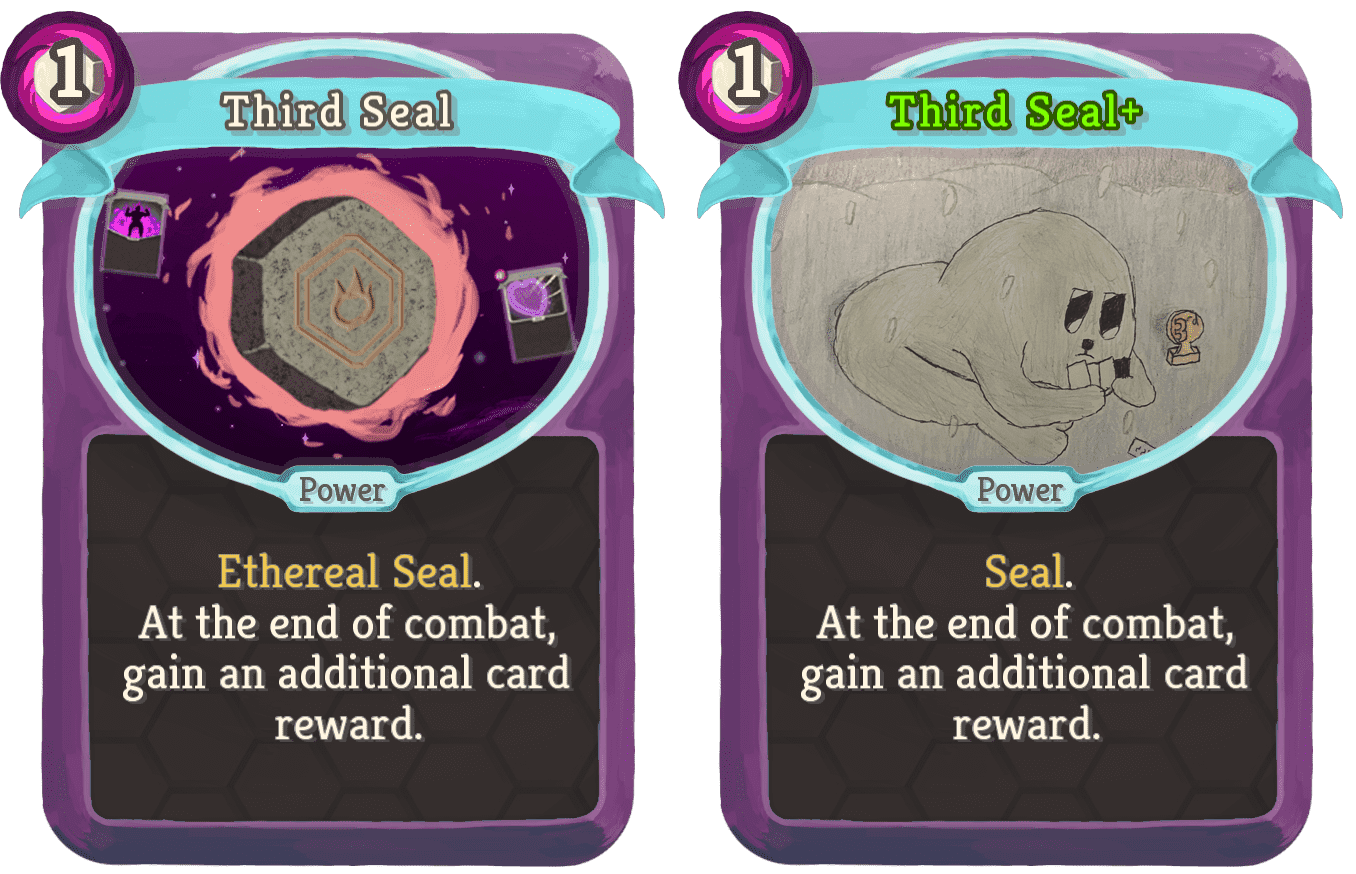 1
Third Seal
Power
Ethereal Seal.
At the end of combat,
gain an additional card
reward.
1
Third Seal+
3
Power
Seal.
At the end of combat,
gain an additional card
reward.